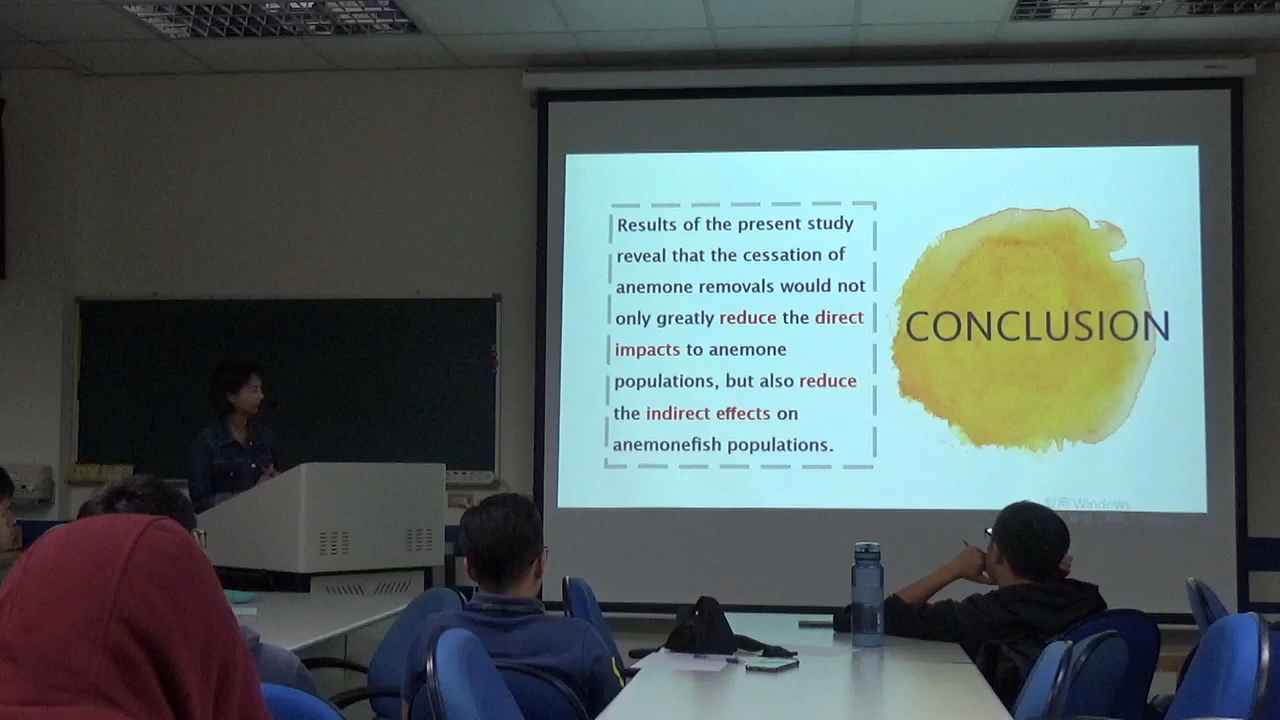 Results of the present study
reveal that the cessation of
anemone removals would not
only greatly reduce the direct
impacts to anemone
populations, but also reduce
the indirect effects on
anemonefish populations.
CONCLUSION
Windows